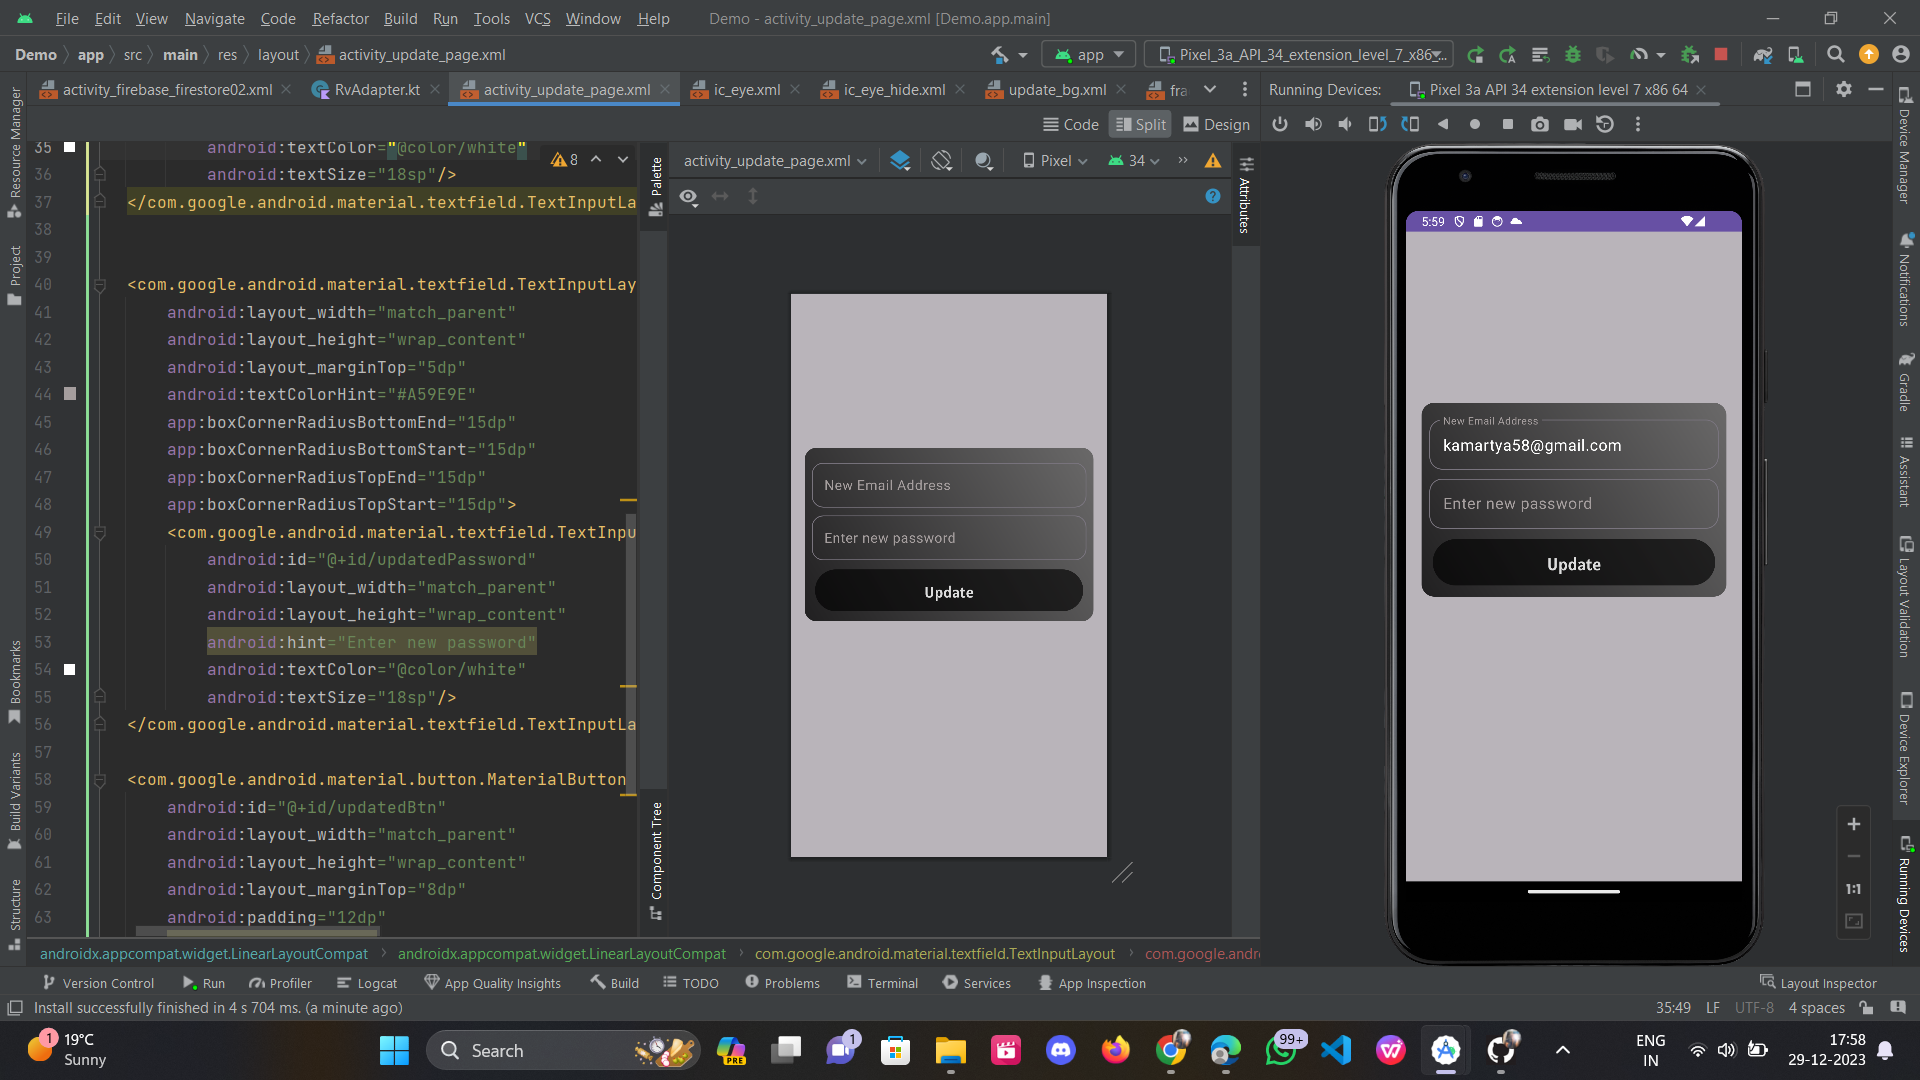 File Edit View Navigate Code Refactor Build Run Tools VCS Window Help Demo - activity_update_page.xml [Demo.app.main]
Demo app src main res layout activity_update_page.xml app Pixel_3a_API_34_extension_level_7_x86...
activity_firebase_firestore02.xml RvAdapter.kt activity_update_page.xml ic_eye.xml ic_eye_hide.xml update_bg.xml fra Running Devices: Pixel 3a API 34 extension level 7 x86 64
Code Split Design
Resource Manager
Project
Bookmarks
Build Variants
Structure
35 android:textColor="@color/white" 8
36 android:textSize="18sp"/>
37 </com.google.android.material.textfield.TextInputLa
38
39
40 <com.google.android.material.textfield.TextInputLay
41 android:layout_width="match_parent"
42 android:layout_height="wrap_content"
43 android:layout_marginTop="5dp"
44 android:textColorHint="#A59E9E"
45 app:boxCornerRadiusBottomEnd="15dp"
46 app:boxCornerRadiusBottomStart="15dp"
47 app:boxCornerRadiusTopEnd="15dp"
48 app:boxCornerRadiusTopStart="15dp">
49 <com.google.android.material.textfield.TextInpu
50 android:id="@+id/updatedPassword"
51 android:layout_width="match_parent"
52 android:layout_height="wrap_content"
53 android:hint="Enter new password"
54 android:textColor="@color/white"
55 android:textSize="18sp"/>
56 </com.google.android.material.textfield.TextInputLa
57
58 <com.google.android.material.button.MaterialButton
59 android:id="@+id/updatedBtn"
60 android:layout_width="match_parent"
61 android:layout_height="wrap_content"
62 android:layout_marginTop="8dp"
63 android:padding="12dp"
Palette
Component Tree
activity_update_page.xml Pixel 34
New Email Address
Enter new password
Update
Attributes
5:59
New Email Address
kamartya58@gmail.com
Enter new password
Update
1:1
Device Manager
Notifications
Gradle
Assistant
Layout Validation
Device Explorer
Running Devices
androidx.appcompat.widget.LinearLayoutCompat androidx.appcompat.widget.LinearLayoutCompat com.google.android.material.textfield.TextInputLayout com.google.andro
Version Control Run Profiler Logcat App Quality Insights Build TODO Problems Terminal Services App Inspection Layout Inspector
Install successfully finished in 4 s 704 ms. (a minute ago) 35:49 LF UTF-8 4 spaces
1 19°C
Sunny
Search
PRE
1
99+
ENG
IN
17:58
29-12-2023